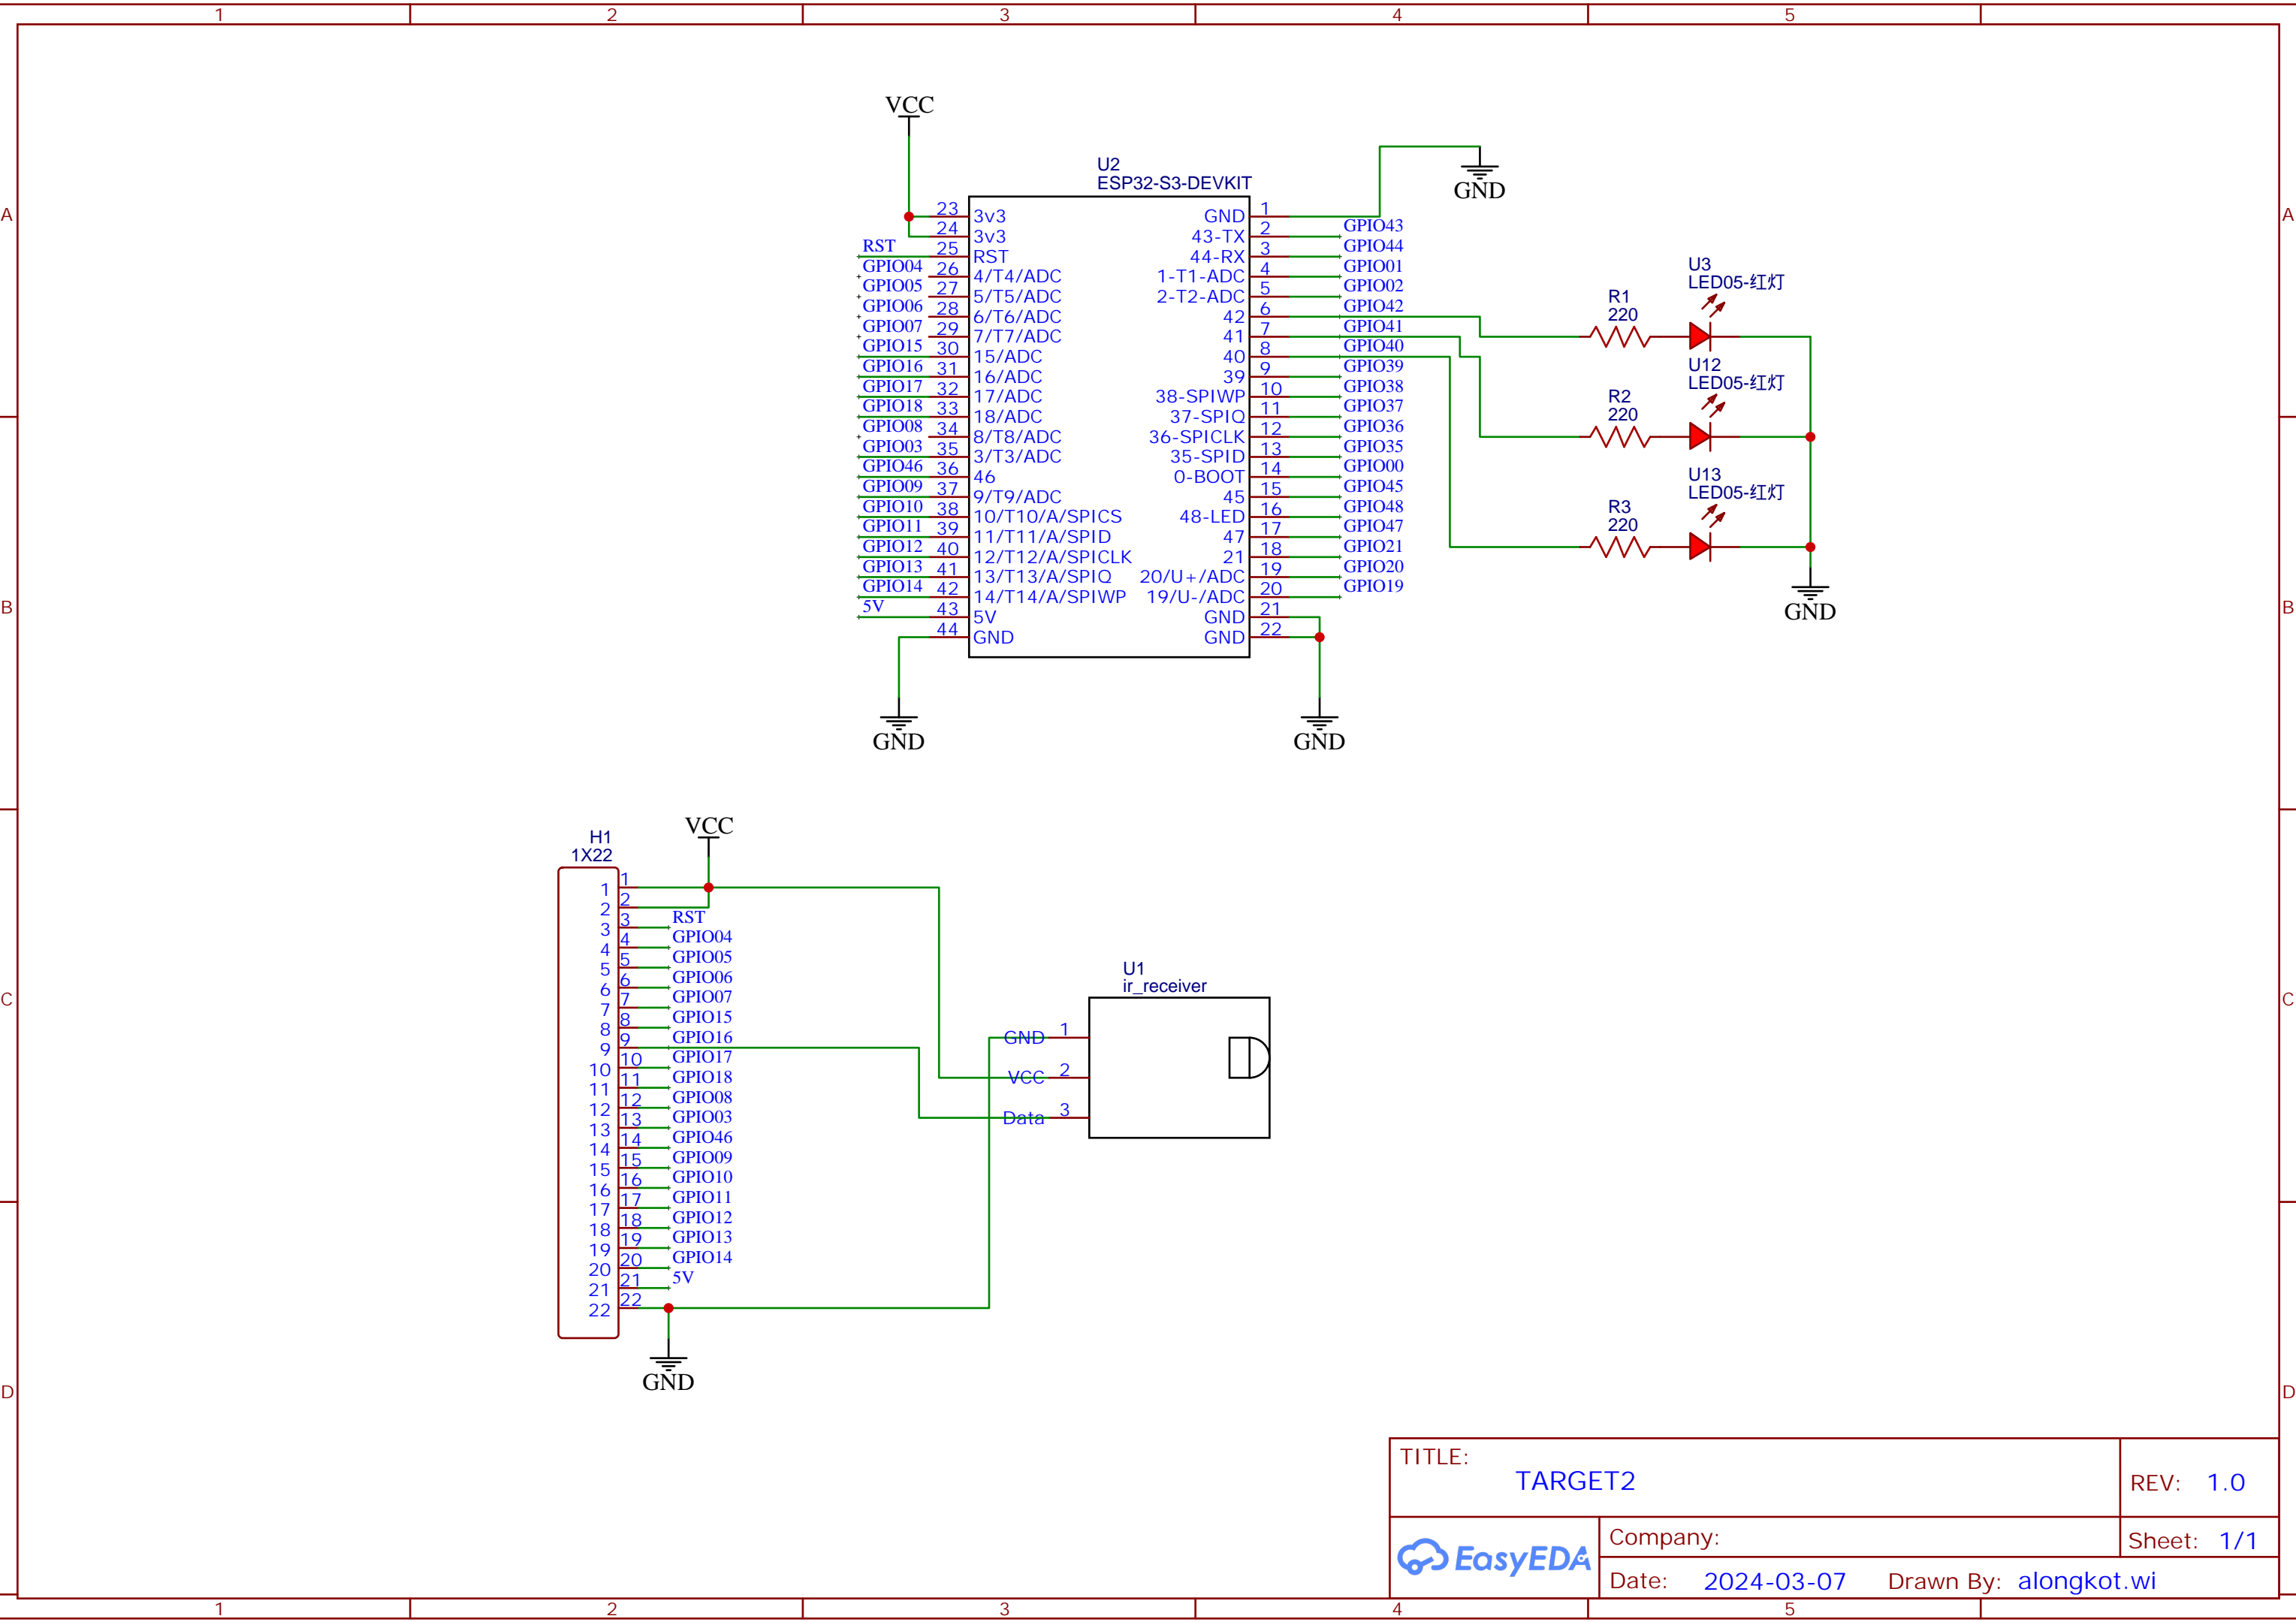 1 2 3 4 5
A A
B B
C C
D D
VCC
U2
ESP32-S3-DEVKIT
GND
23 3v3
24 3v3
RST 25 RST
GPIO04 26 4/T4/ADC
GPIO05 27 5/T5/ADC
GPIO06 28 6/T6/ADC
GPIO07 29 7/T7/ADC
GPIO15 30 15/ADC
GPIO16 31 16/ADC
GPIO17 32 17/ADC
GPIO18 33 18/ADC
GPIO08 34 8/T8/ADC
GPIO03 35 3/T3/ADC
GPIO46 36 46
GPIO09 37 9/T9/ADC
GPIO10 38 10/T10/A/SPICS
GPIO11 39 11/T11/A/SPID
GPIO12 40 12/T12/A/SPICLK
GPIO13 41 13/T13/A/SPIQ
GPIO14 42 14/T14/A/SPIWP
5V 43 5V
44 GND
GND 1
43-TX 2 GPIO43
44-RX 3 GPIO44
1-T1-ADC 4 GPIO01
2-T2-ADC 5 GPIO02
42 6 GPIO42
41 7 GPIO41
40 8 GPIO40
39 9 GPIO39
38-SPIWP 10 GPIO38
37-SPIQ 11 GPIO37
36-SPICLK 12 GPIO36
35-SPID 13 GPIO35
0-BOOT 14 GPIO00
45 15 GPIO45
48-LED 16 GPIO48
47 17 GPIO47
21 18 GPIO21
20/U+/ADC 19 GPIO20
19/U-/ADC 20 GPIO19
GND 21
GND 22
GND
GND
R1
220
U3
LED05-红灯
R2
220
U12
LED05-红灯
R3
220
U13
LED05-红灯
GND
VCC
H1
1X22
1 1
2 2
3 3 RST
4 4 GPIO04
5 5 GPIO05
6 6 GPIO06
7 7 GPIO07
8 8 GPIO15
9 9 GPIO16
10 10 GPIO17
11 11 GPIO18
12 12 GPIO08
13 13 GPIO03
14 14 GPIO46
15 15 GPIO09
16 16 GPIO10
17 17 GPIO11
18 18 GPIO12
19 19 GPIO13
20 20 GPIO14
21 21 5V
22 22
GND
U1
ir_receiver
GND 1
VCC 2
Data 3
TITLE:
TARGET2
REV: 1.0
EasyEDA
Company:
Sheet: 1/1
Date: 2024-03-07 Drawn By: alongkot.wi
1 2 3 4 5